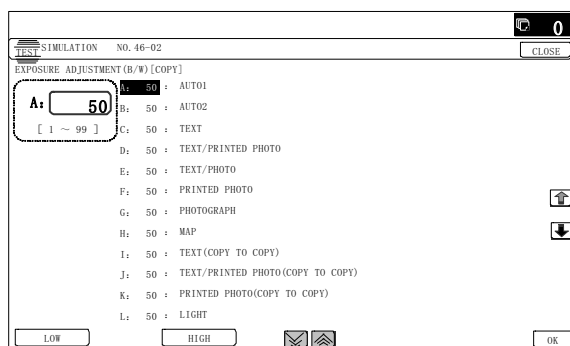 0
TEST SIMULATION NO.46-02
CLOSE
EXPOSURE ADJUSTMENT(B/W)[COPY]
A: 50
[ 1 ~ 99 ]
A: 50 : AUTO1
B: 50 : AUTO2
C: 50 : TEXT
D: 50 : TEXT/PRINTED PHOTO
E: 50 : TEXT/PHOTO
F: 50 : PRINTED PHOTO
G: 50 : PHOTOGRAPH
H: 50 : MAP
I: 50 : TEXT(COPY TO COPY)
J: 50 : TEXT/PRINTED PHOTO(COPY TO COPY)
K: 50 : PRINTED PHOTO(COPY TO COPY)
L: 50 : LIGHT
LOW HIGH OK